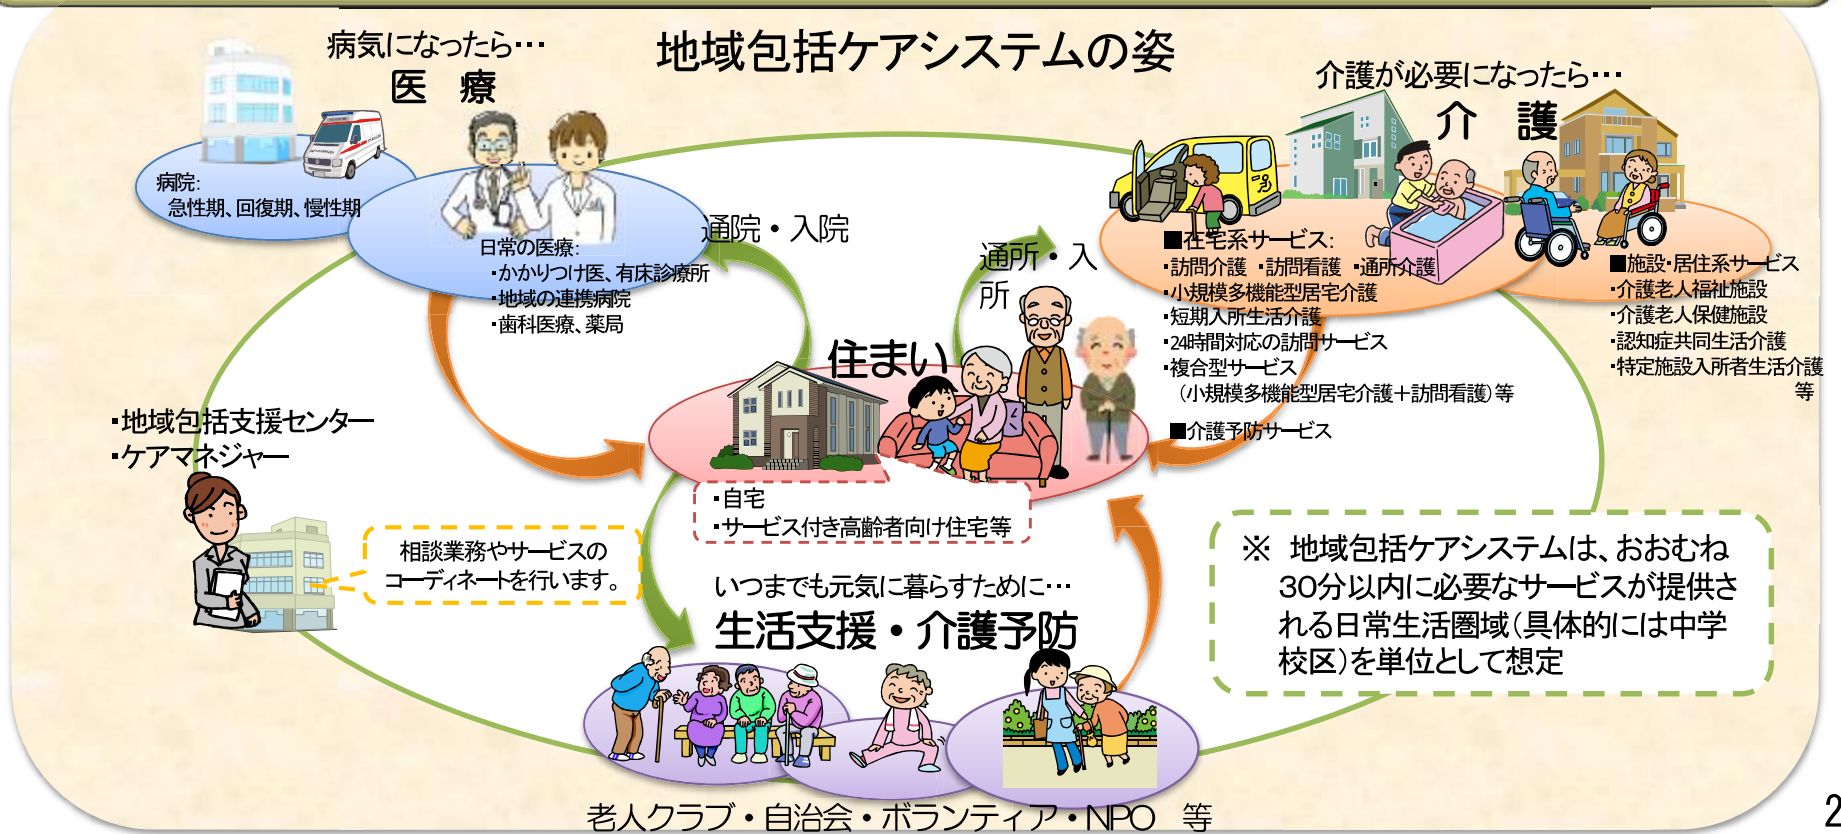 地域包括ケアシステムの姿
病気になったら･･･
医　療
病院：
急性期、回復期、慢性期
日常の医療：
・かかりつけ医、有床診療所
・地域の連携病院
・歯科医療、薬局
通院・入院
通所・入
所
介護が必要になったら･･･
介　護
■在宅系サービス：
・訪問介護　・訪問看護　・通所介護
・小規模多機能型居宅介護
・短期入所生活介護
・24時間対応の訪問サービス
・複合型サービス
（小規模多機能型居宅介護＋訪問看護）等
■介護予防サービス
■施設・居住系サービス
・介護老人福祉施設
・介護老人保健施設
・認知症共同生活介護
・特定施設入所者生活介護
等
住まい
・自宅
・サービス付き高齢者向け住宅等
・地域包括支援センター
・ケアマネジャー
相談業務やサービスの
コーディネートを行います。
いつまでも元気に暮らすために･･･
生活支援・介護予防
老人クラブ・自治会・ボランティア・NPO　等
※　地域包括ケアシステムは、おおむね
30分以内に必要なサービスが提供さ
れる日常生活圏域（具体的には中学
校区）を単位として想定
2